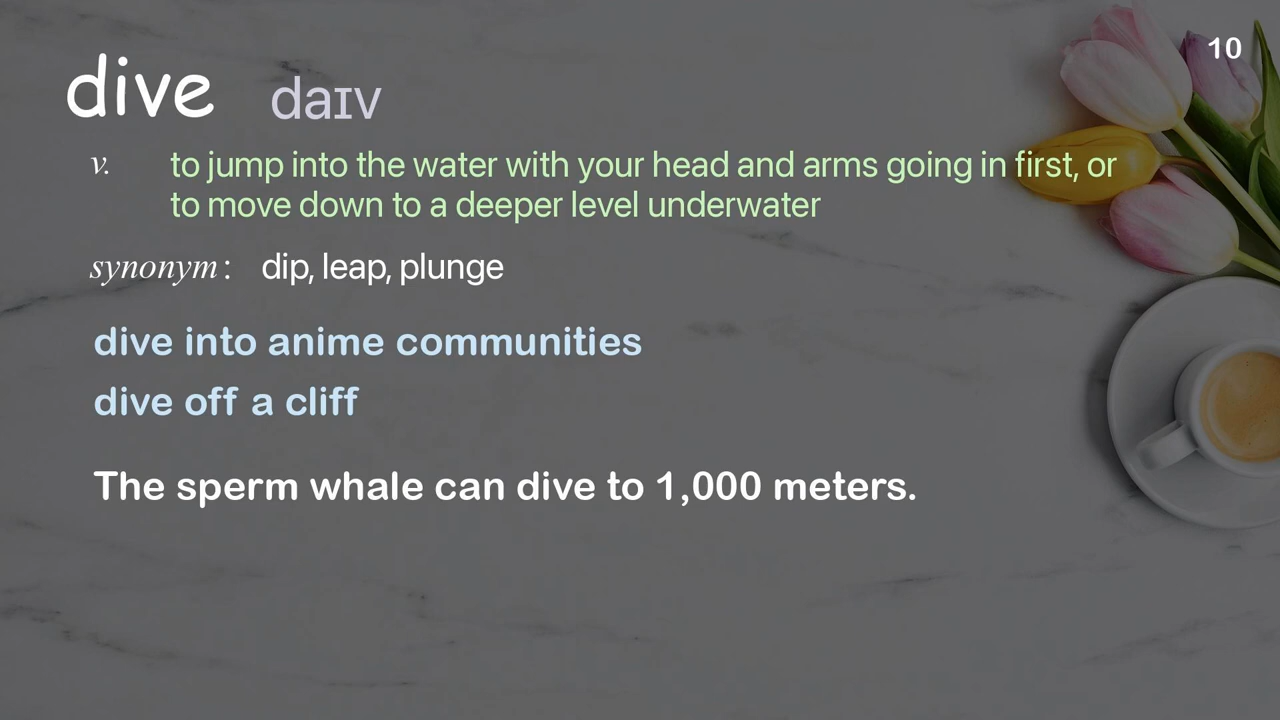 10
dive daɪv
v. to jump into the water with your head and arms going in first, or
to move down to a deeper level underwater
synonym: dip, leap, plunge
dive into anime communities
dive off a cliff
The sperm whale can dive to 1,000 meters.